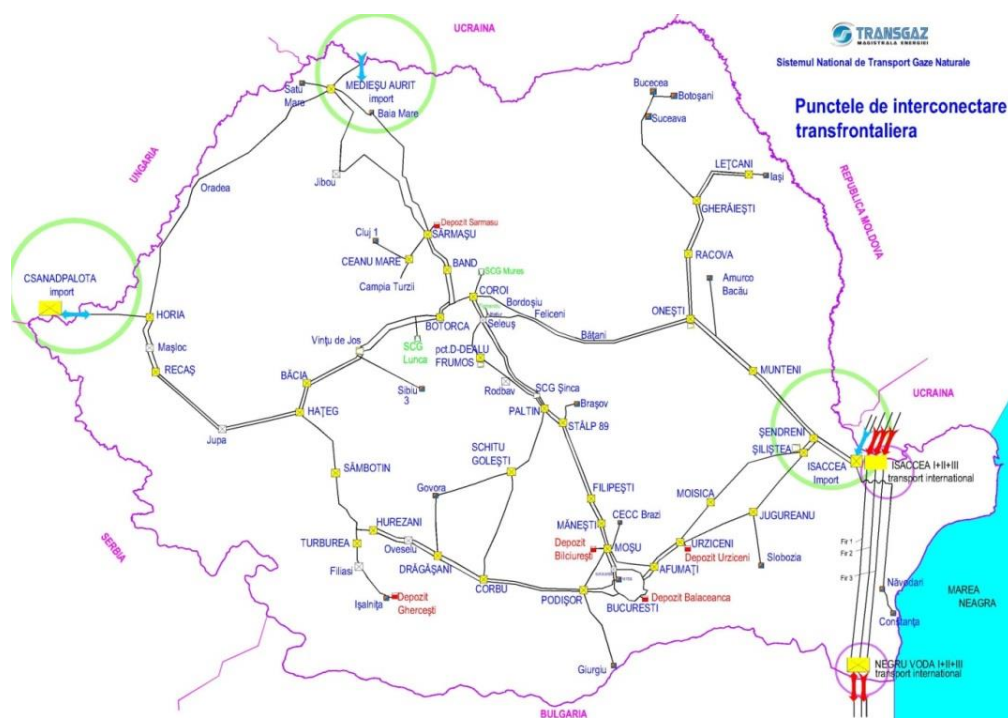 UCRAINA
TRANSGAZ
MAGISTRALA ENERGIEI
Sistemul National de Transport Gaze Naturale
Punctele de interconectare
transfrontaliera
MEDIEŞU AURIT
import
Satu
Mare
Baia Mare
Bucecea
Botoşani
Suceava
UNGARIA
Oradea
Jibou
LEŢCANI
Iaşi
GHERĂIEŞTI
REPUBLICA MOLDOVA
Depozit Sarmasu
SĂRMAŞU
Cluj 1
CEANU MARE
Campia Turzii
BAND
RACOVA
CSANADPALOTA
import
SCG Mures
COROI
Amurco
Bacău
HORIA
Bordoşiu
Feliceni
Seleuş
BOTORCA
ONEŞTI
Maşloc
Vinţu de Jos
SCG
Lunca
pct.D-DEALU
FRUMOS
Băţani
RECAŞ
BĂCIA
Sibiu
3
Rodbav
SCG Şinca
MUNTENI
HAŢEG
PALTIN
Braşov
STÂLP 89
UCRAINA
Jupa
ŞENDRENI
ŞILIŞTEA
SCHITU
GOLEŞTI
ISACCEA
Import
ISACCEA I+II+III
transport international
SÂMBOTIN
Govora
FILIPEŞTI
MOISICA
MĂNEŞTI
CECC Brazi
JUGUREANU
HUREZANI
TURBUREA
Oveselu
Depozit
Bilciureşti
MOŞU
URZICENI
Depozit Urziceni
Slobozia
Fir 1
Fir 2
Fir 3
SERBIA
Filiasi
DRĂGĂŞANI
CORBU
AFUMAŢI
Năvodari
MAREA
NEAGRA
Işalniţa
Depozit
Gherceşti
PODIŞOR
BUCURESTI
Depozit Balaceanca
Constanţa
Giurgiu
NEGRU VODA I+II+III
transport international
BULGARIA